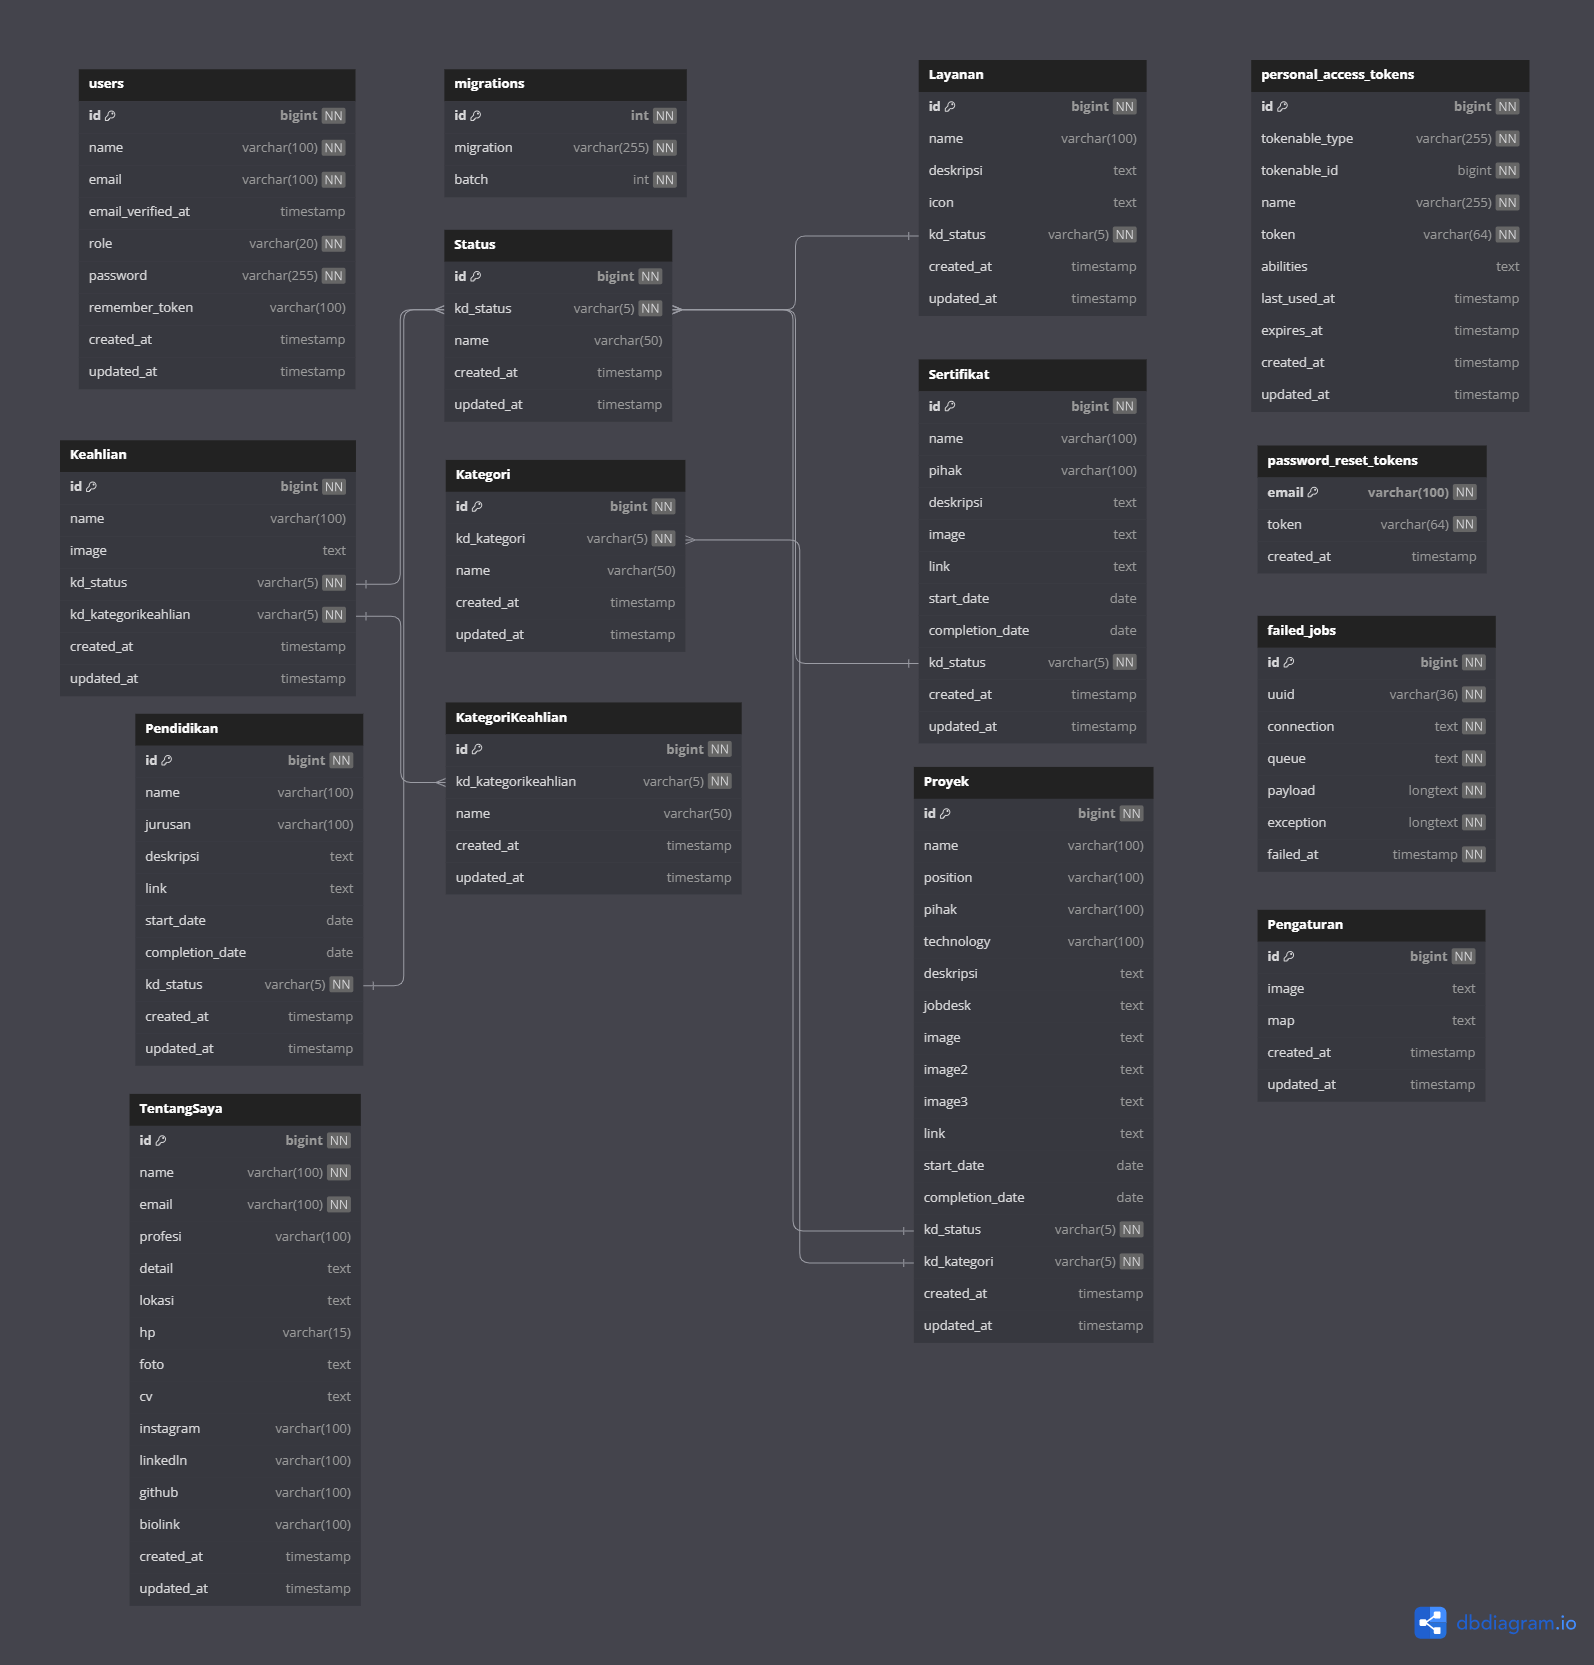 users
id bigint NN
name varchar(100) NN
email varchar(100) NN
email_verified_at timestamp
role varchar(20) NN
password varchar(255) NN
remember_token varchar(100)
created_at timestamp
updated_at timestamp
migrations
id int NN
migration varchar(255) NN
batch int NN
Status
id bigint NN
kd_status varchar(5) NN
name varchar(50)
created_at timestamp
updated_at timestamp
Keahlian
id bigint NN
name varchar(100)
image text
kd_status varchar(5) NN
kd_kategorikeahlian varchar(5) NN
created_at timestamp
updated_at timestamp
Kategori
id bigint NN
kd_kategori varchar(5) NN
name varchar(50)
created_at timestamp
updated_at timestamp
KategoriKeahlian
id bigint NN
kd_kategorikeahlian varchar(5) NN
name varchar(50)
created_at timestamp
updated_at timestamp
Pendidikan
id bigint NN
name varchar(100)
jurusan varchar(100)
deskripsi text
link text
start_date date
completion_date date
kd_status varchar(5) NN
created_at timestamp
updated_at timestamp
TentangSaya
id bigint NN
name varchar(100) NN
email varchar(100) NN
profesi varchar(100)
detail text
lokasi text
hp varchar(15)
foto text
cv text
instagram varchar(100)
linkedIn varchar(100)
github varchar(100)
biolink varchar(100)
created_at timestamp
updated_at timestamp
Layanan
id bigint NN
name varchar(100)
deskripsi text
icon text
kd_status varchar(5) NN
created_at timestamp
updated_at timestamp
Sertifikat
id bigint NN
name varchar(100)
pihak varchar(100)
deskripsi text
image text
link text
start_date date
completion_date date
kd_status varchar(5) NN
created_at timestamp
updated_at timestamp
Proyek
id bigint NN
name varchar(100)
position varchar(100)
pihak varchar(100)
technology varchar(100)
deskripsi text
jobdesk text
image text
image2 text
image3 text
link text
start_date date
completion_date date
kd_status varchar(5) NN
kd_kategori varchar(5) NN
created_at timestamp
updated_at timestamp
personal_access_tokens
id bigint NN
tokenable_type varchar(255) NN
tokenable_id bigint NN
name varchar(255) NN
token varchar(64) NN
abilities text
last_used_at timestamp
expires_at timestamp
created_at timestamp
updated_at timestamp
password_reset_tokens
email varchar(100) NN
token varchar(64) NN
created_at timestamp
failed_jobs
id bigint NN
uuid varchar(36) NN
connection text NN
queue text NN
payload longtext NN
exception longtext NN
failed_at timestamp NN
Pengaturan
id bigint NN
image text
map text
created_at timestamp
updated_at timestamp
dbdiagram.io